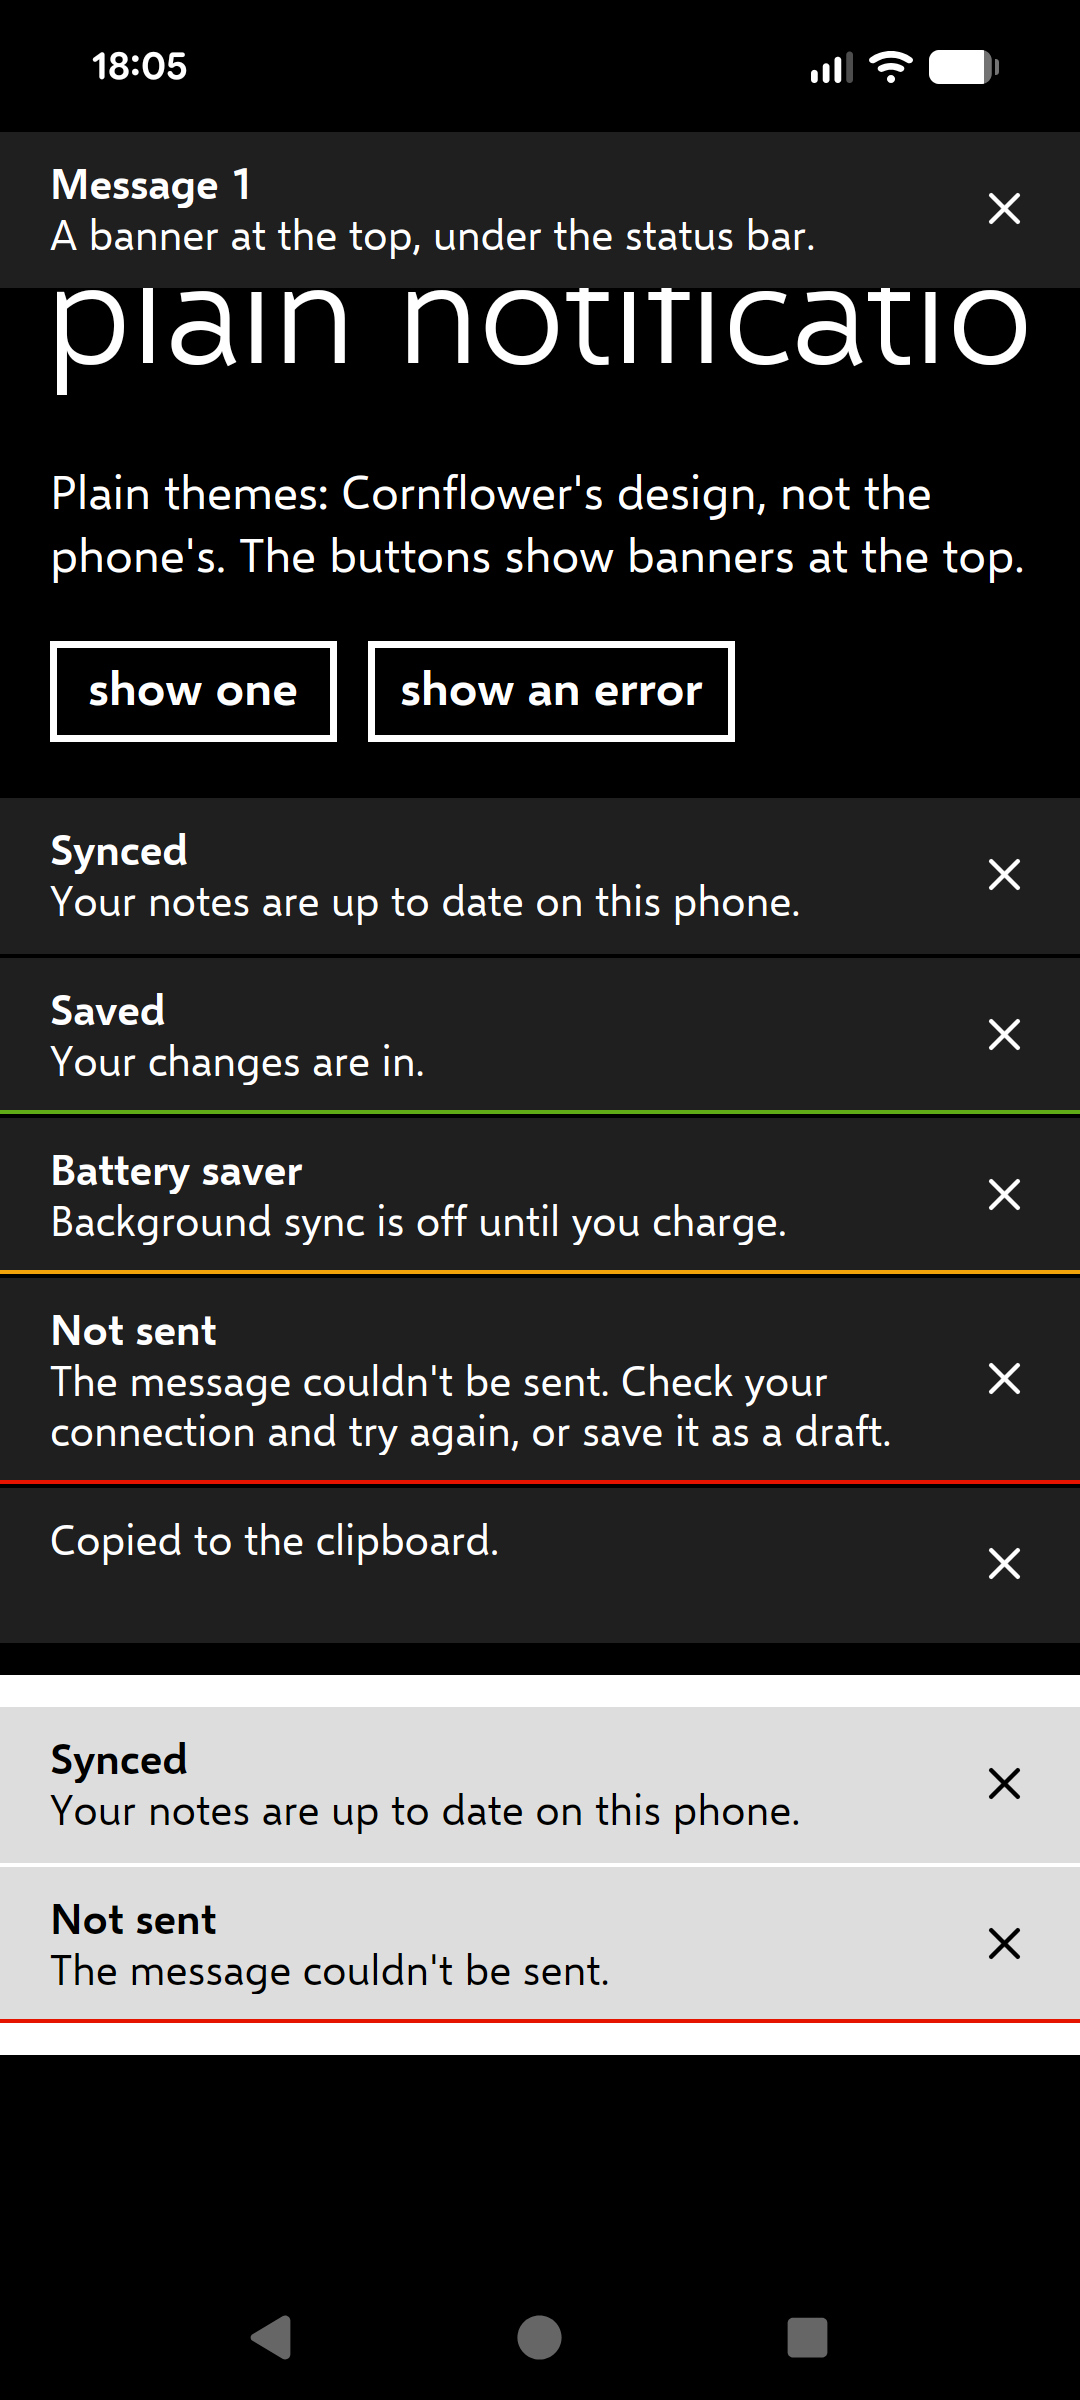 18:05
Message 1
A banner at the top, under the status bar.
plain notificatio
Plain themes: Cornflower's design, not the
phone's. The buttons show banners at the top.
show one
show an error
Synced
Your notes are up to date on this phone.
Saved
Your changes are in.
Battery saver
Background sync is off until you charge.
Not sent
The message couldn't be sent. Check your
connection and try again, or save it as a draft.
Copied to the clipboard.
Synced
Your notes are up to date on this phone.
Not sent
The message couldn't be sent.